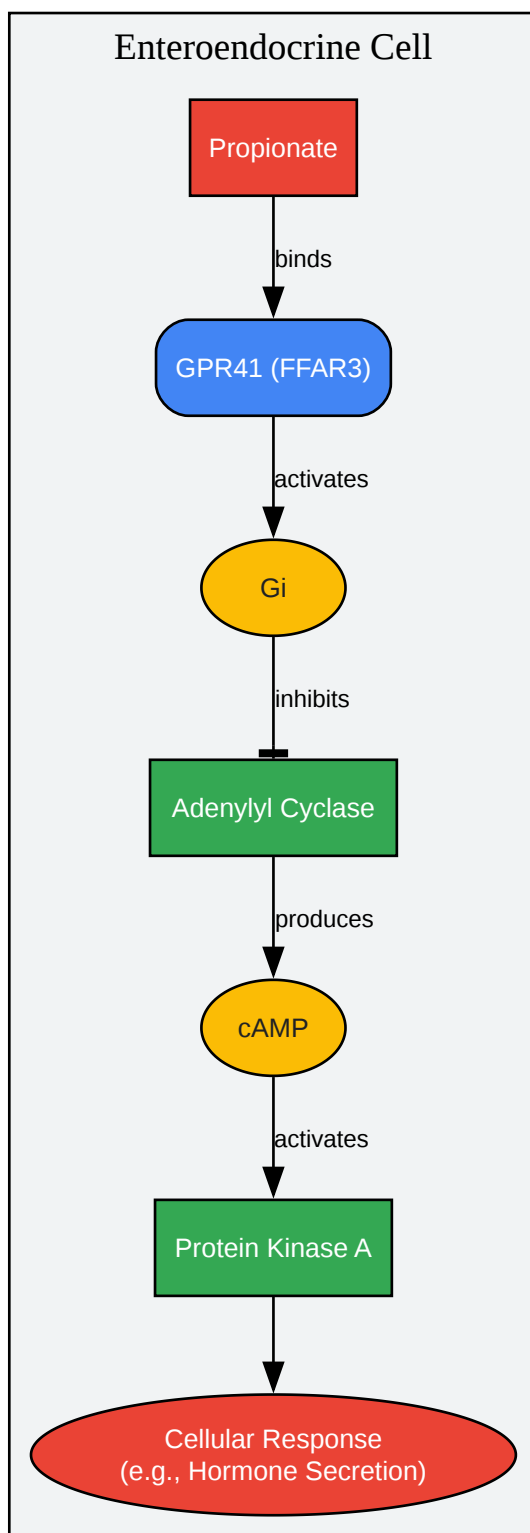 Enteroendocrine Cell
Propionate
binds
GPR41 (FFAR3)
activates
Gi
inhibits
Adenylyl Cyclase
produces
cAMP
activates
Protein Kinase A
Cellular Response
(e.g., Hormone Secretion)